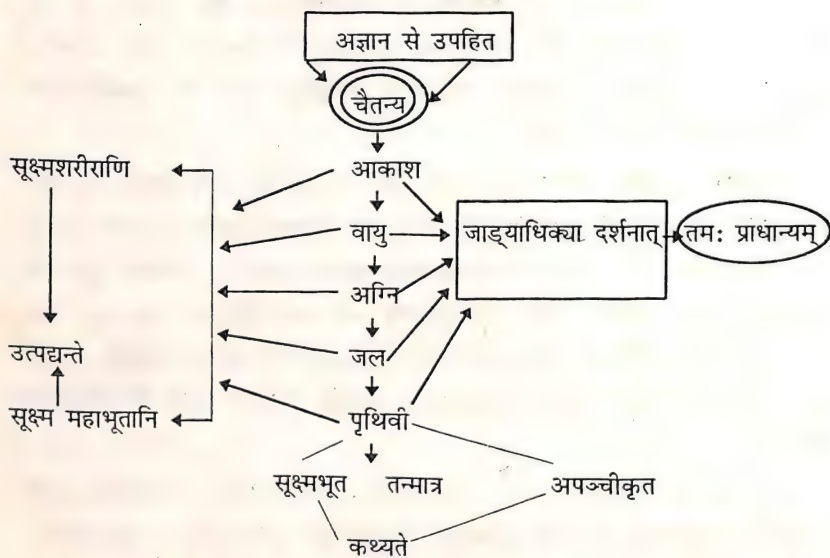 अज्ञान से उपहित
चैतन्य
सूक्ष्मशरीराणि
आकाश
वायु
जाड्याधिक्या दर्शनात्
तमः प्राधान्यम्
अग्नि
उत्पद्यन्ते
जल
सूक्ष्म महाभूतानि
पृथिवी
सूक्ष्मभूत तन्मात्र अपञ्चीकृत
कथ्यते